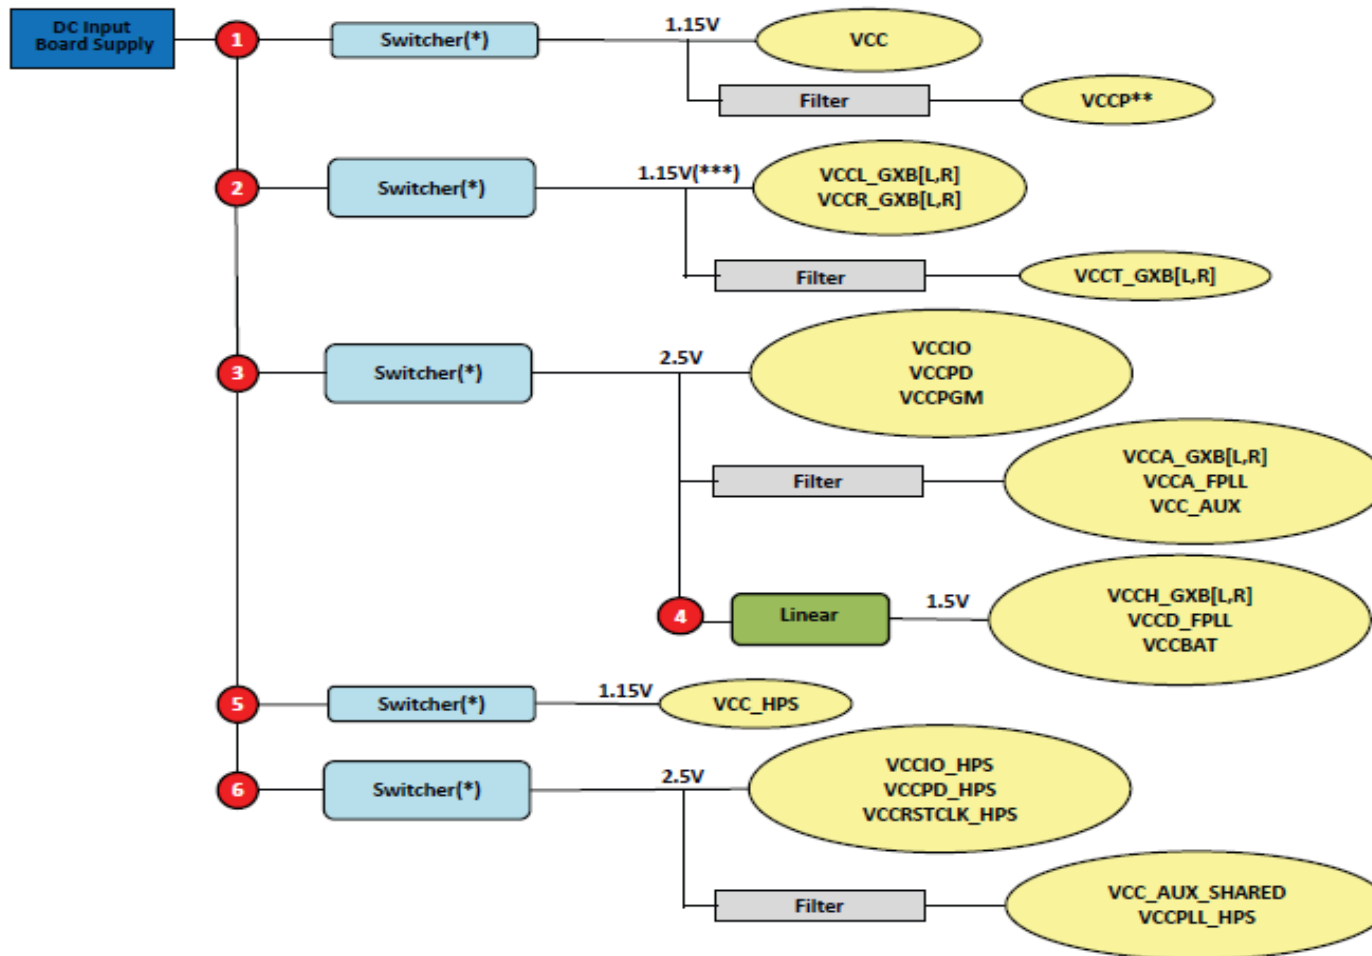 DC Input
Board Supply
1
Switcher(*)
1.15V
VCC
Filter
VCCP**
2
Switcher(*)
1.15V(***)
VCCL_GXB[L,R]
VCCR_GXB[L,R]
Filter
VCCT_GXB[L,R]
3
Switcher(*)
2.5V
VCCIO
VCCPD
VCCPGM
Filter
VCCA_GXB[L,R]
VCCA_FPLL
VCC_AUX
4
Linear
1.5V
VCCH_GXB[L,R]
VCCD_FPLL
VCCBAT
5
Switcher(*)
1.15V
VCC_HPS
6
Switcher(*)
2.5V
VCCIO_HPS
VCCPD_HPS
VCCRSTCLK_HPS
Filter
VCC_AUX_SHARED
VCCPLL_HPS